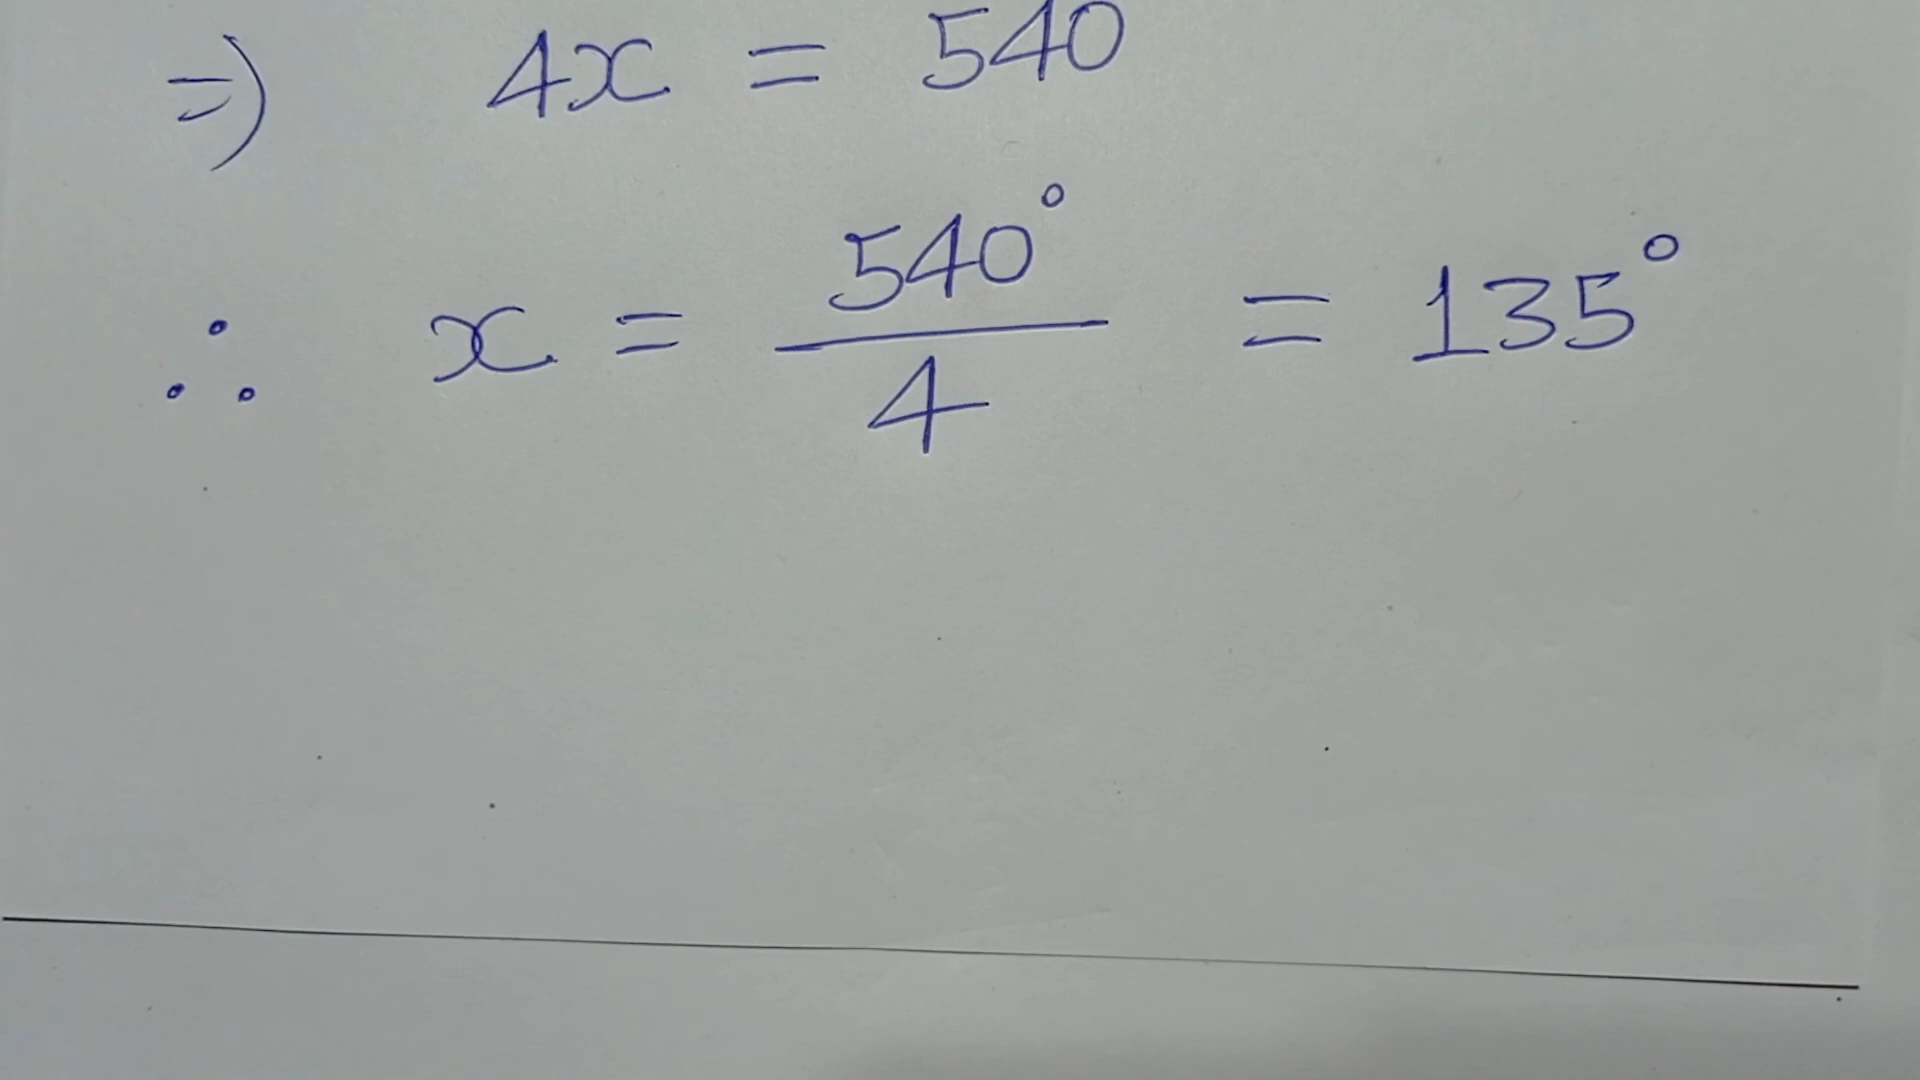 =) 4x = 540
∴ x = 540°/4 = 135°